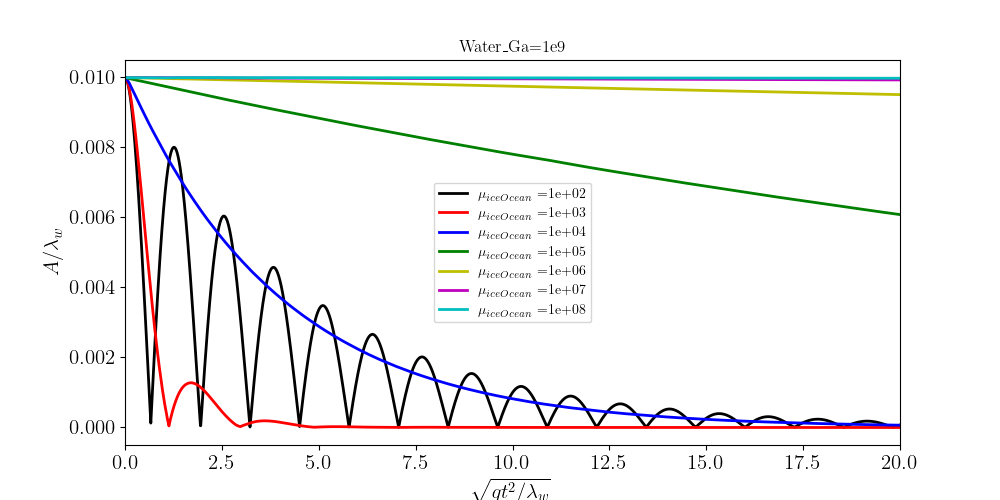 Water_Ga=1e9
A/λ_w
0.010
0.008
0.006
0.004
0.002
0.000
μ_iceOcean =1e+02
μ_iceOcean =1e+03
μ_iceOcean =1e+04
μ_iceOcean =1e+05
μ_iceOcean =1e+06
μ_iceOcean =1e+07
μ_iceOcean =1e+08
0.0 2.5 5.0 7.5 10.0 12.5 15.0 17.5 20.0
√gt²/λ_w